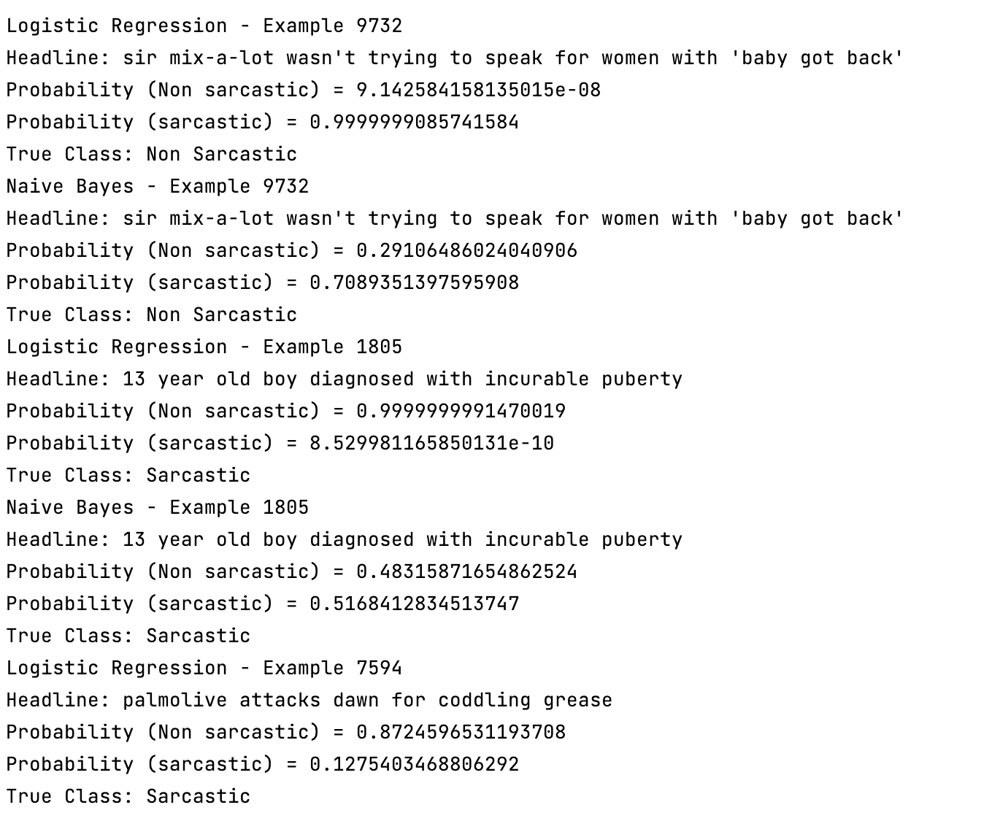 Logistic Regression - Example 9732
Headline: sir mix-a-lot wasn't trying to speak for women with 'baby got back'
Probability (Non sarcastic) = 9.142584158135015e-08
Probability (sarcastic) = 0.9999999085741584
True Class: Non Sarcastic
Naive Bayes - Example 9732
Headline: sir mix-a-lot wasn't trying to speak for women with 'baby got back'
Probability (Non sarcastic) = 0.29106486024040906
Probability (sarcastic) = 0.7089351397595908
True Class: Non Sarcastic
Logistic Regression - Example 1805
Headline: 13 year old boy diagnosed with incurable puberty
Probability (Non sarcastic) = 0.9999999991470019
Probability (sarcastic) = 8.529981165850131e-10
True Class: Sarcastic
Naive Bayes - Example 1805
Headline: 13 year old boy diagnosed with incurable puberty
Probability (Non sarcastic) = 0.48315871654862524
Probability (sarcastic) = 0.5168412834513747
True Class: Sarcastic
Logistic Regression - Example 7594
Headline: palmolive attacks dawn for coddling grease
Probability (Non sarcastic) = 0.8724596531193708
Probability (sarcastic) = 0.1275403468806292
True Class: Sarcastic